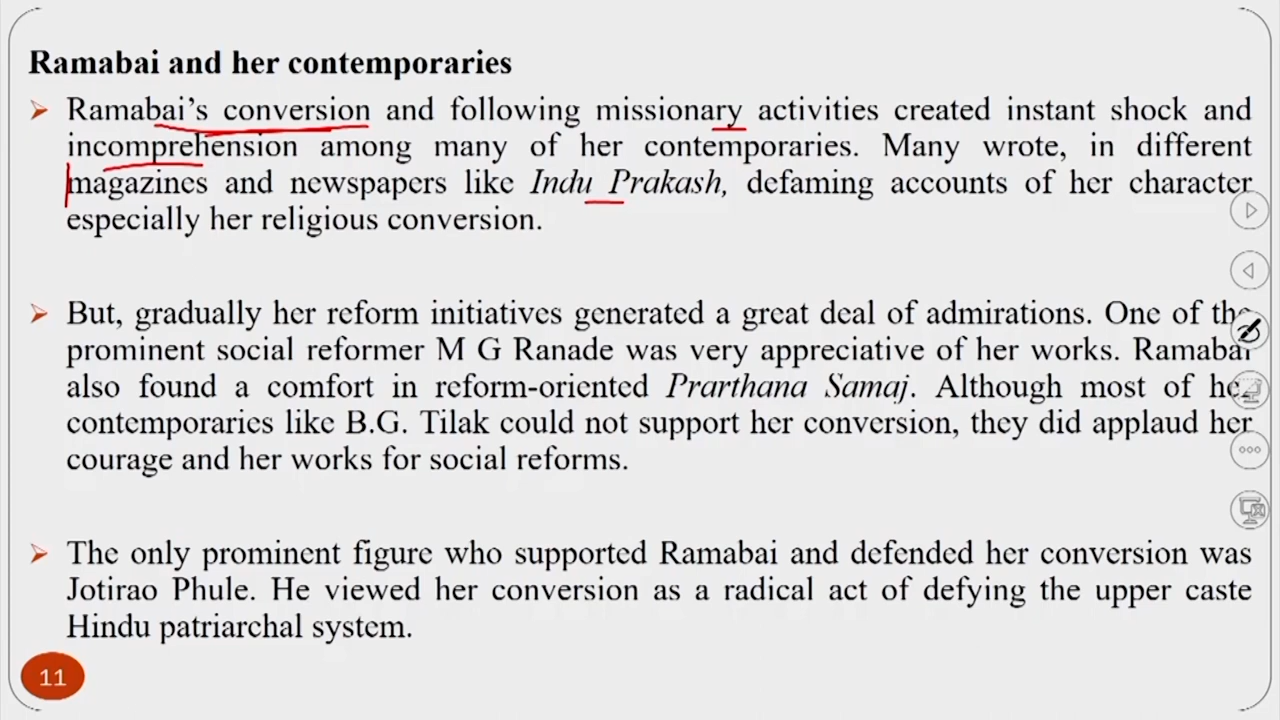 Ramabai and her contemporaries
Ramabai's conversion and following missionary activities created instant shock and
incomprehension among many of her contemporaries. Many wrote, in different
magazines and newspapers like Indu Prakash, defaming accounts of her character
especially her religious conversion.
But, gradually her reform initiatives generated a great deal of admirations. One of the
prominent social reformer M G Ranade was very appreciative of her works. Ramabai
also found a comfort in reform-oriented Prarthana Samaj. Although most of her
contemporaries like B.G. Tilak could not support her conversion, they did applaud her
courage and her works for social reforms.
The only prominent figure who supported Ramabai and defended her conversion was
Jotirao Phule. He viewed her conversion as a radical act of defying the upper caste
Hindu patriarchal system.
11